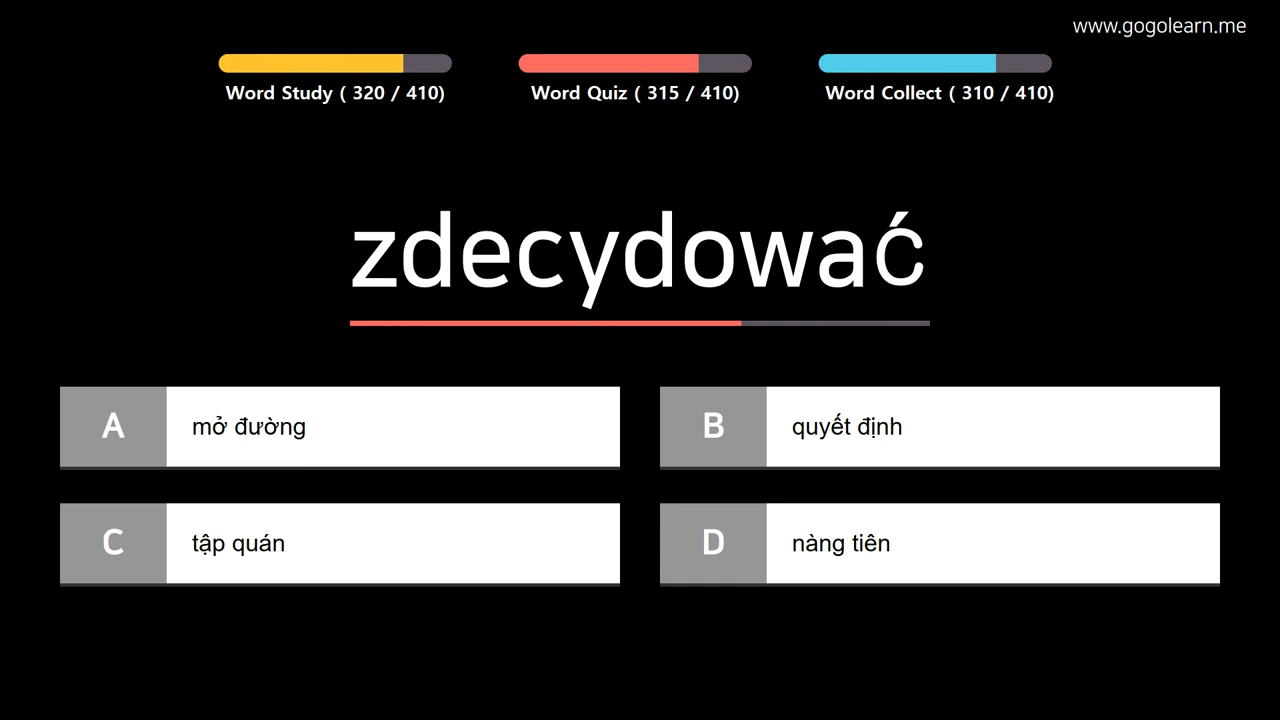 www.gogolearn.me
Word Study ( 320 / 410)
Word Quiz ( 315 / 410)
Word Collect ( 310 / 410)
zdecydować
A mở đường
B quyết định
C tập quán
D nàng tiên